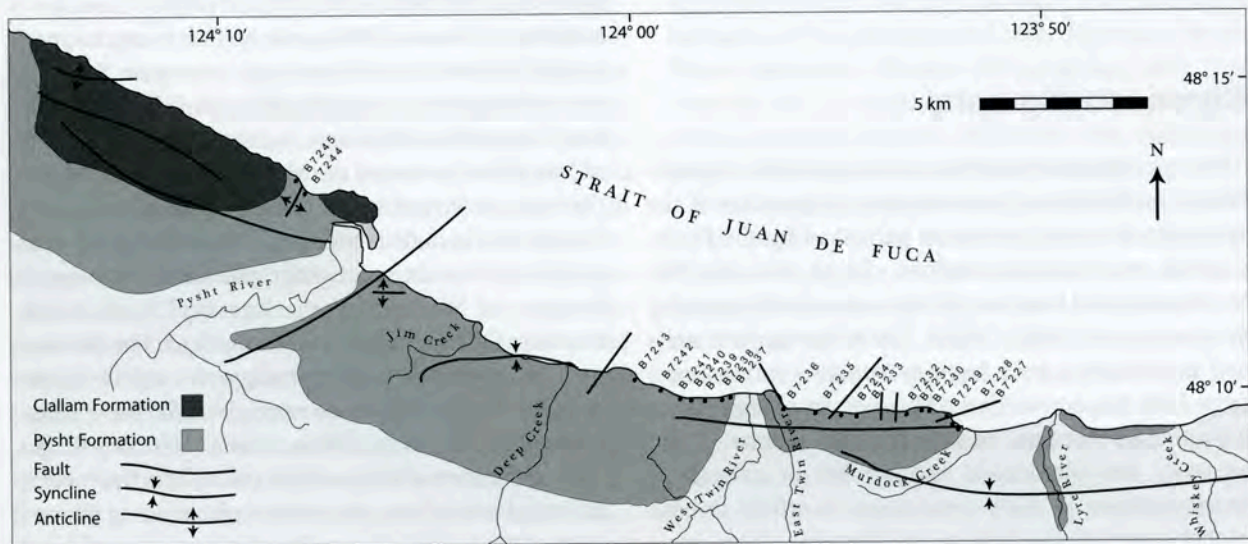 124° 10′
124° 00′
123° 50′
48° 15′
5 km
N
B7245
B7244
STRAIT OF JUAN DE FUCA
Pysht River
Jim Creek
B7243
B7242
B7241
B7240
B7239
B7238
B7237
B7236
B7235
B7234
B7233
B7232
B7231
B7230
B7229
B7228
B7227
48° 10′
Clallam Formation
Pysht Formation
Fault
Syncline
Anticline
Deep Creek
West Twin River
East Twin River
Murdock Creek
Lyre River
Whiskey Creek